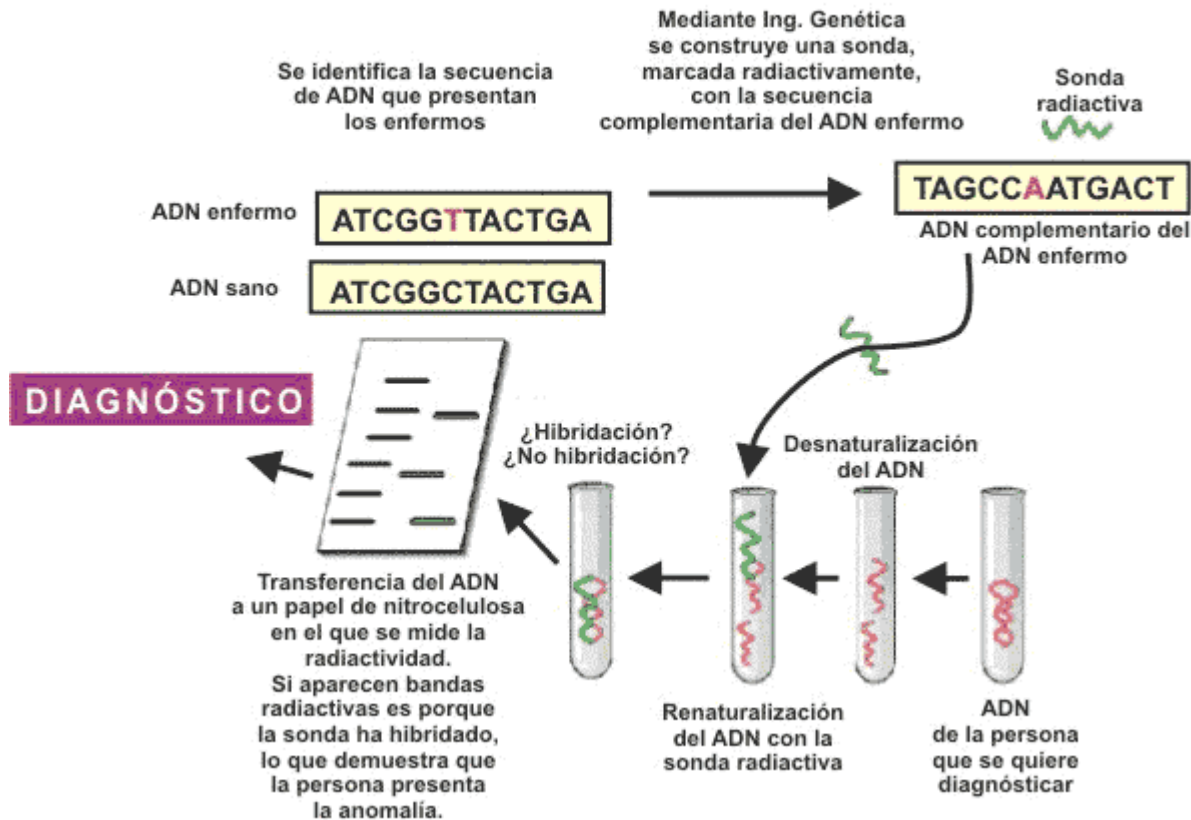 Se identifica la secuencia
de ADN que presentan
los enfermos
Mediante Ing. Genética
se construye una sonda,
marcada radiactivamente,
con la secuencia
complementaria del ADN enfermo
Sonda
radiactiva
ADN enfermo
ATCGGTTACTGA
TAGCCAATGACT
ADN complementario del
ADN enfermo
ADN sano
ATCGGCTACTGA
Desnaturalización
del ADN
ADN
de la persona
que se quiere
diagnósticar
Renaturalización
del ADN con la
sonda radiactiva
¿Hibridación?
¿No hibridación?
Transferencia del ADN
a un papel de nitrocelulosa
en el que se mide la
radiactividad.
Si aparecen bandas
radiactivas es porque
la sonda ha hibridado,
lo que demuestra que
la persona presenta
la anomalía.
DIAGNÓSTICO